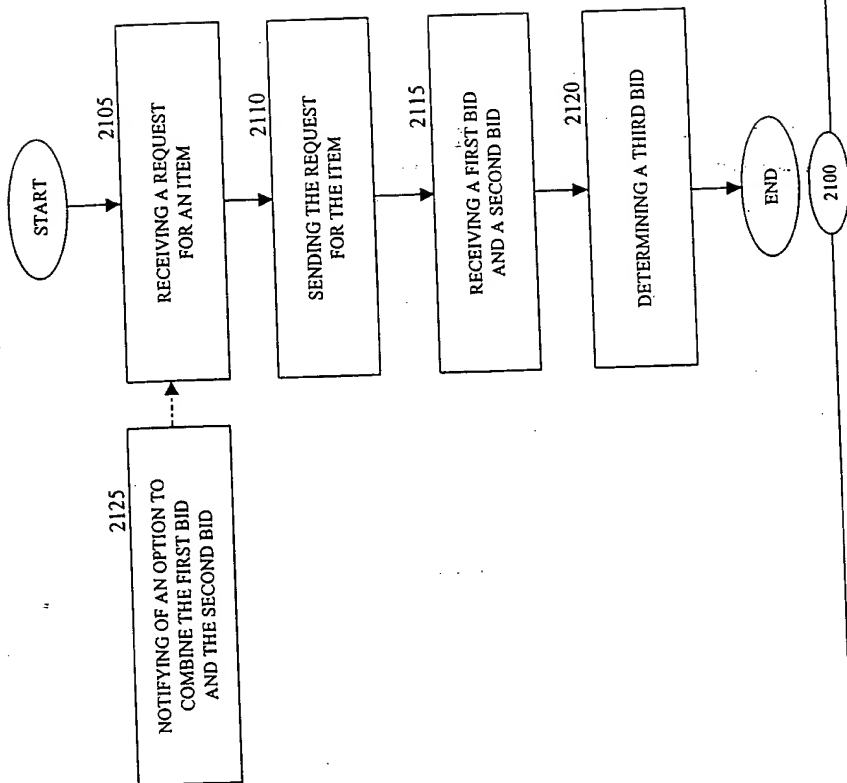 START
2105
RECEIVING A REQUEST
FOR AN ITEM
2110
SENDING THE REQUEST
FOR THE ITEM
2115
RECEIVING A FIRST BID
AND A SECOND BID
2120
DETERMINING A THIRD BID
END
2125
NOTIFYING OF AN OPTION TO
COMBINE THE FIRST BID
AND THE SECOND BID
2100